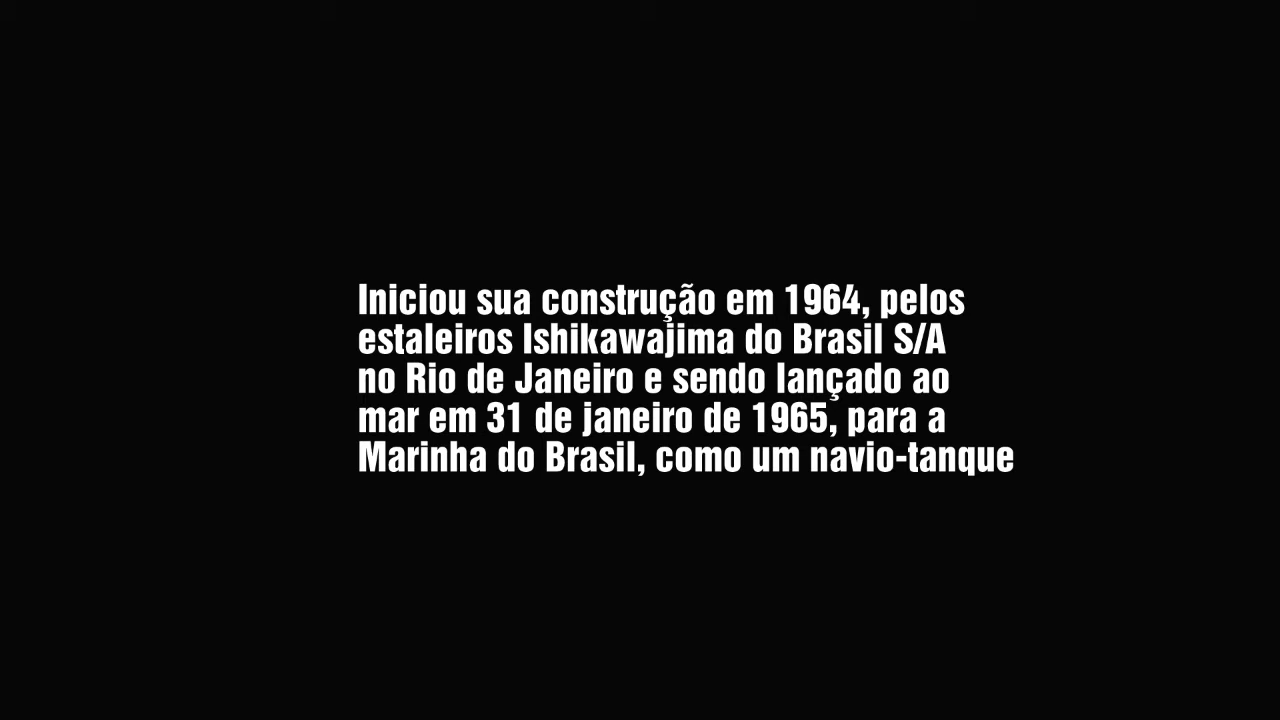 Iniciou sua construção em 1964, pelos
estaleiros Ishikawajima do Brasil S/A
no Rio de Janeiro e sendo lançado ao
mar em 31 de janeiro de 1965, para a
Marinha do Brasil, como um navio-tanque